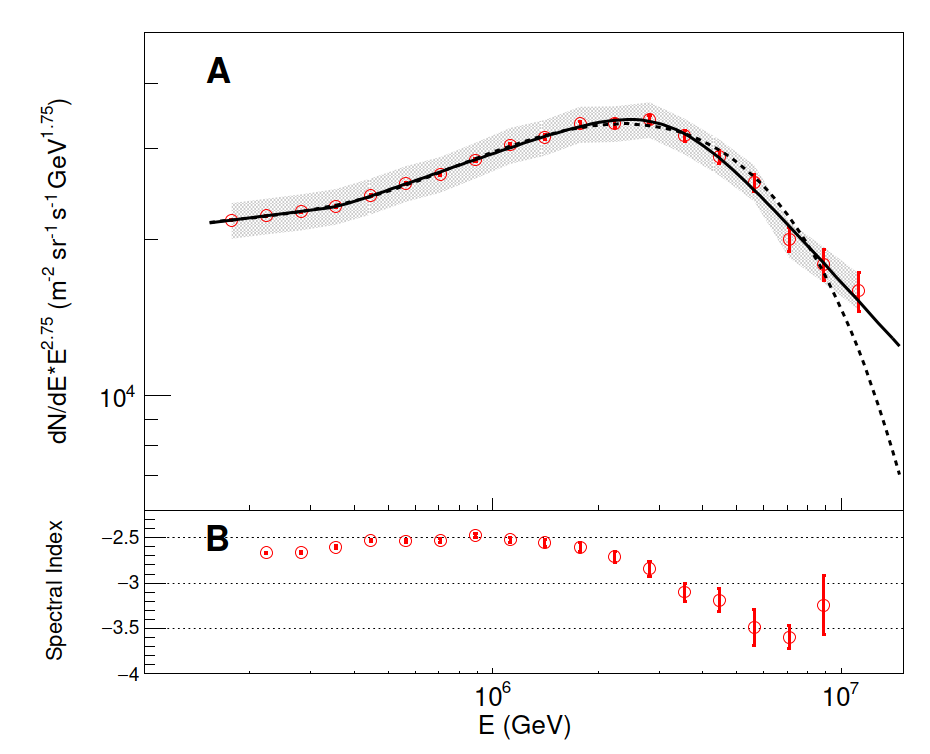 A
dN/dE*E^2.75 (m^-2 sr^-1 s^-1 GeV^1.75)
10^4
B
Spectral Index
−2.5
−3
−3.5
−4
10^6
10^7
E (GeV)